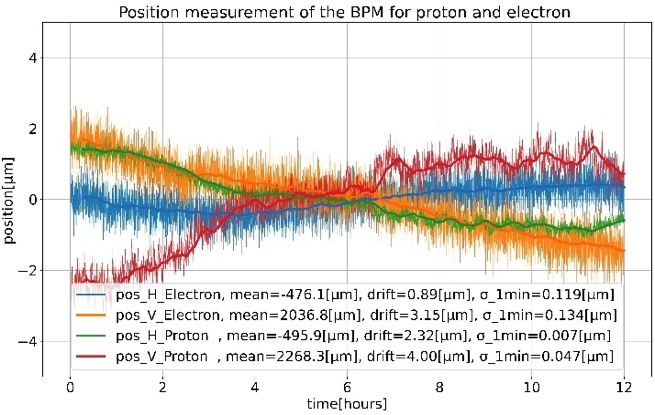 Position measurement of the BPM for proton and electron
position[µm]
4
2
0
−2
−4
pos_H_Electron, mean=-476.1[µm], drift=0.89[µm], σ_1min=0.119[µm]
pos_V_Electron, mean=2036.8[µm], drift=3.15[µm], σ_1min=0.134[µm]
pos_H_Proton , mean=-495.9[µm], drift=2.32[µm], σ_1min=0.007[µm]
pos_V_Proton , mean=2268.3[µm], drift=4.00[µm], σ_1min=0.047[µm]
0 2 4 6 8 10 12
time[hours]